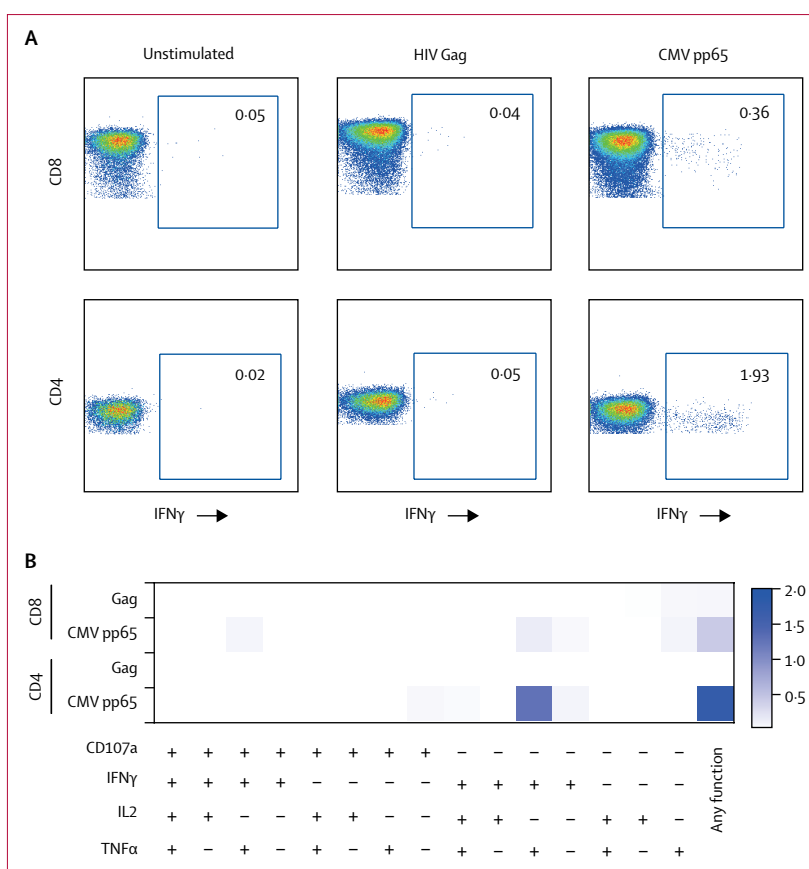 A
Unstimulated HIV Gag CMV pp65
CD8
0·05 0·04 0·36
CD4
0·02 0·05 1·93
IFNγ → IFNγ → IFNγ →
B
CD8
Gag
CMV pp65
CD4
Gag
CMV pp65
2·0
1·5
1·0
0·5
CD107a + + + + + + + + – – – – – – –
IFNγ + + + + – – – – + + + + – – –
IL2 + + – – + + – – + + – – + + –
TNFα + – + – + – + – + – + – + – +
Any function